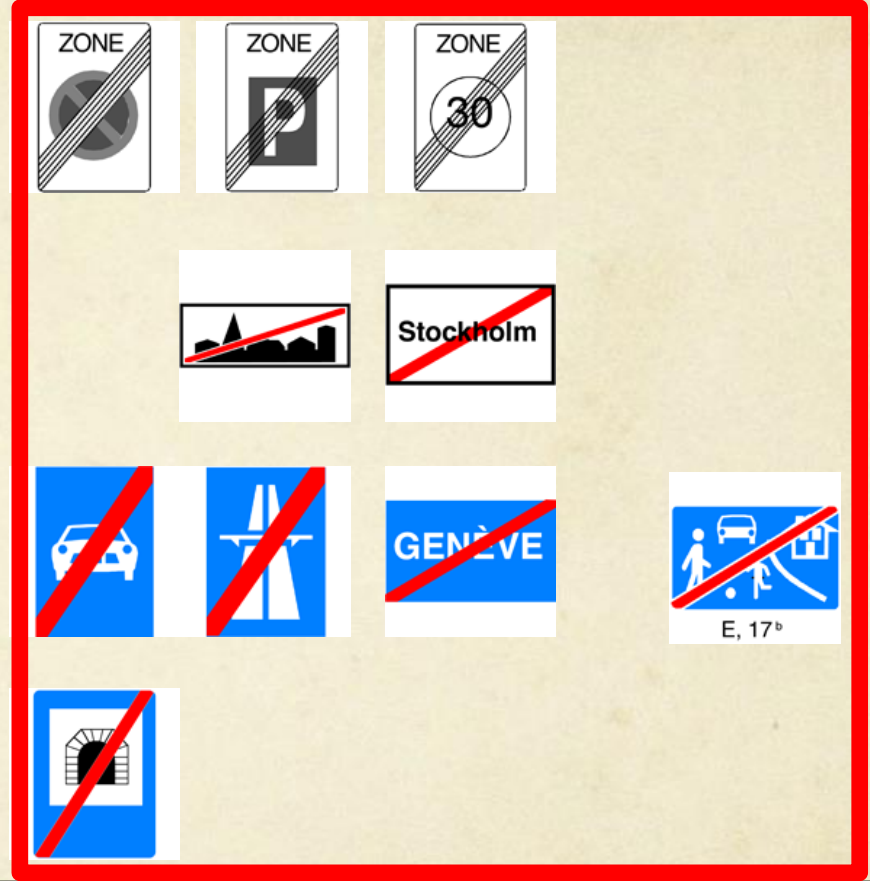 ZONE
ZONE
P
ZONE
30
Stockholm
GENÈVE
E, 17ᵇ